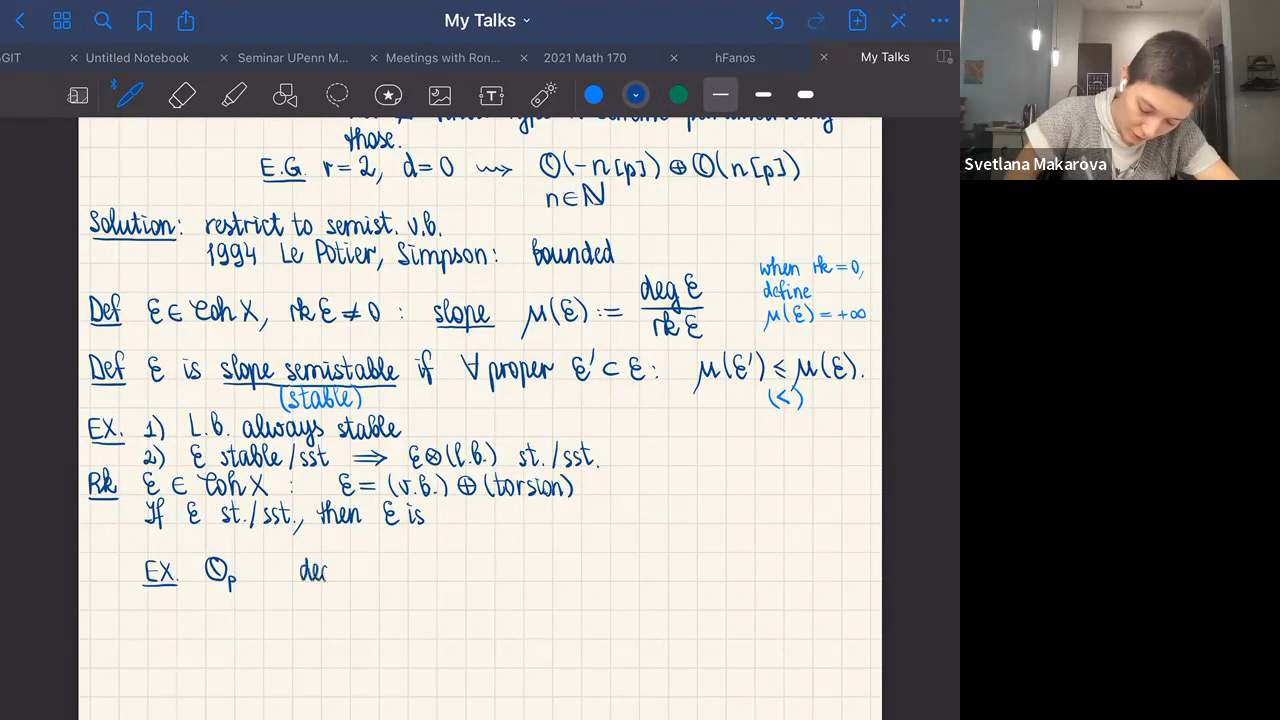 My Talks
GIT
Untitled Notebook
Seminar UPenn M...
Meetings with Ron...
2021 Math 170
hFanos
My Talks
those.
E.G. r = 2, d = 0 ⇝ 𝒪(-n[p]) ⊕ 𝒪(n[p])
n ∈ ℕ
Solution: restrict to semist. v.b.
1994 Le Potier, Simpson: bounded
Def ℰ ∈ Coh X, rk ℰ ≠ 0 : slope μ(ℰ) := deg ℰ / rk ℰ
when rk = 0,
define
μ(ℰ) = +∞
Def ℰ is slope semistable if ∀ proper ℰ' ⊂ ℰ: μ(ℰ') ≤ μ(ℰ).
(stable) (<)
EX. 1) L.b. always stable
2) ℰ stable/sst ⟹ ℰ⊗(l.b.) st./sst.
Rk ℰ ∈ Coh X : ℰ = (v.b.) ⊕ (torsion)
If ℰ st./sst., then ℰ is
EX. 𝒪p deg
Svetlana Makarova